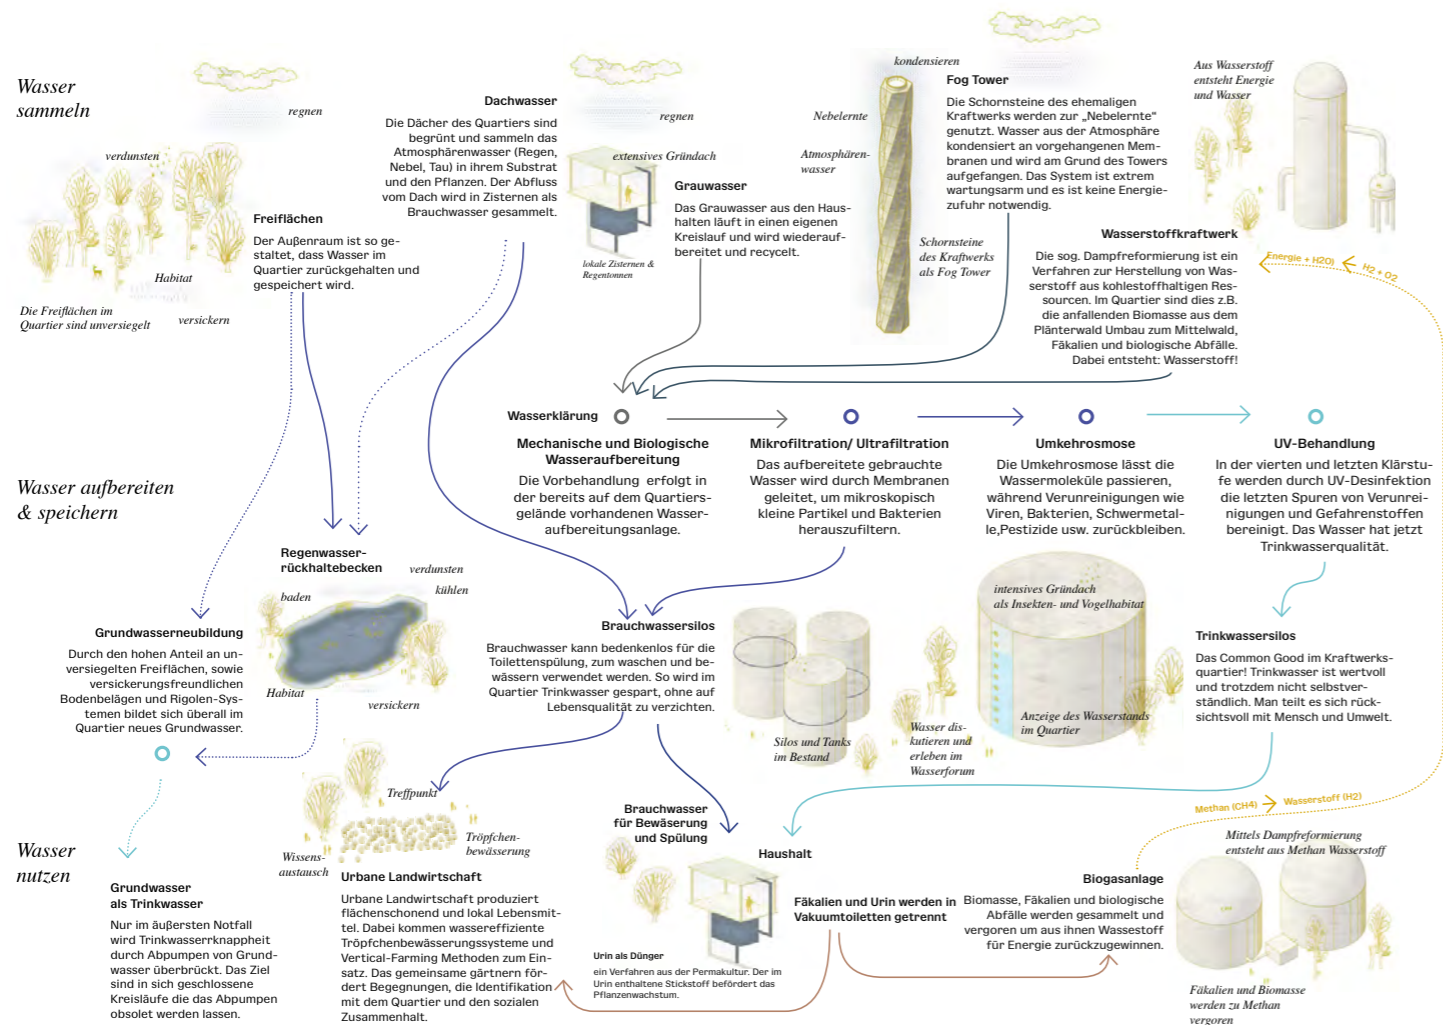 Wasser
sammeln
regnen
verdunsten
Habitat
Die Freiflächen im
Quartier sind unversiegelt
versickern
Freiflächen
Der Außenraum ist so ge-
staltet, dass Wasser im
Quartier zurückgehalten und
gespeichert wird.
Dachwasser
Die Dächer des Quartiers sind
begrünt und sammeln das
Atmosphärenwasser (Regen,
Nebel, Tau) in ihrem Substrat
und den Pflanzen. Der Abfluss
vom Dach wird in Zisternen als
Brauchwasser gesammelt.
regnen
extensives Gründach
lokale Zisternen &
Regentonnen
Grauwasser
Das Grauwasser aus den Haus-
halten läuft in einen eigenen
Kreislauf und wird wiederauf-
bereitet und recycelt.
kondensieren
Nebelernte
Atmosphären-
wasser
Schornsteine
des Kraftwerks
als Fog Tower
Fog Tower
Die Schornsteine des ehemaligen
Kraftwerks werden zur „Nebelernte“
genutzt. Wasser aus der Atmosphäre
kondensiert an vorgehangenen Mem-
branen und wird am Grund des Towers
aufgefangen. Das System ist extrem
wartungsarm und es ist keine Energie-
zufuhr notwendig.
Aus Wasserstoff
entsteht Energie
und Wasser
Wasserstoffkraftwerk
Die sog. Dampfreformierung ist ein
Verfahren zur Herstellung von Was-
serstoff aus kohlestoffhaltigen Res-
sourcen. Im Quartier sind dies z.B.
die anfallenden Biomasse aus dem
Plänterwald Umbau zum Mittelwald,
Fäkalien und biologische Abfälle.
Dabei entsteht: Wasserstoff!
Energie + H2O)
H2 + O2
Wasser aufbereiten
& speichern
Wasserklärung
Mechanische und Biologische
Wasseraufbereitung
Die Vorbehandlung erfolgt in
der bereits auf dem Quartiers-
gelände vorhandenen Wasser-
aufbereitungsanlage.
Mikrofiltration/ Ultrafiltration
Das aufbereitete gebrauchte
Wasser wird durch Membranen
geleitet, um mikroskopisch
kleine Partikel und Bakterien
herauszufiltern.
Umkehrosmose
Die Umkehrosmose lässt die
Wassermoleküle passieren,
während Verunreinigungen wie
Viren, Bakterien, Schwermetal-
le,Pestizide usw. zurückbleiben.
UV-Behandlung
In der vierten und letzten Klärstu-
fe werden durch UV-Desinfektion
die letzten Spuren von Verunrei-
nigungen und Gefahrenstoffen
bereinigt. Das Wasser hat jetzt
Trinkwasserqualität.
Regenwasser-
rückhaltebecken
verdunsten
kühlen
baden
Habitat
versickern
Grundwasserneubildung
Durch den hohen Anteil an un-
versiegelten Freiflächen, sowie
versickerungsfreundlichen
Bodenbelägen und Rigolen-Sys-
temen bildet sich überall im
Quartier neues Grundwasser.
Brauchwassersilos
Brauchwasser kann bedenkenlos für die
Toilettenspülung, zum waschen und be-
wässern verwendet werden. So wird im
Quartier Trinkwasser gespart, ohne auf
Lebensqualität zu verzichten.
Silos und Tanks
im Bestand
intensives Gründach
als Insekten- und Vogelhabitat
Anzeige des Wasserstands
im Quartier
Wasser dis-
kutieren und
erleben im
Wasserforum
Trinkwassersilos
Das Common Good im Kraftwerks-
quartier! Trinkwasser ist wertvoll
und trotzdem nicht selbstver-
ständlich. Man teilt es sich rück-
sichtsvoll mit Mensch und Umwelt.
Methan (CH4)
Wasserstoff (H2)
Wasser
nutzen
Grundwasser
als Trinkwasser
Nur im äußersten Notfall
wird Trinkwasserrknappheit
durch Abpumpen von Grund-
wasser überbrückt. Das Ziel
sind in sich geschlossene
Kreisläufe die das Abpumpen
obsolet werden lassen.
Treffpunkt
Wissens-
austausch
Tröpfchen-
bewässerung
Urbane Landwirtschaft
Urbane Landwirtschaft produziert
flächenschonend und lokal Lebensmit-
tel. Dabei kommen wassereffiziente
Tröpfchenbewässerungssysteme und
Vertical-Farming Methoden zum Ein-
satz. Das gemeinsame gärtnern för-
dert Begegnungen, die Identifikation
mit dem Quartier und den sozialen
Zusammenhalt.
Brauchwasser
für Bewäserung
und Spülung
Haushalt
Urin als Dünger
ein Verfahren aus der Permakultur. Der im
Urin enthaltene Stickstoff befördert das
Pflanzenwachstum.
Fäkalien und Urin werden in
Vakuumtoiletten getrennt
Biogasanlage
Biomasse, Fäkalien und biologische
Abfälle werden gesammelt und
vergoren um aus ihnen Wassestoff
für Energie zurückzugewinnen.
Mittels Dampfreformierung
entsteht aus Methan Wasserstoff
CH4
Fäkalien und Biomasse
werden zu Methan
vergoren